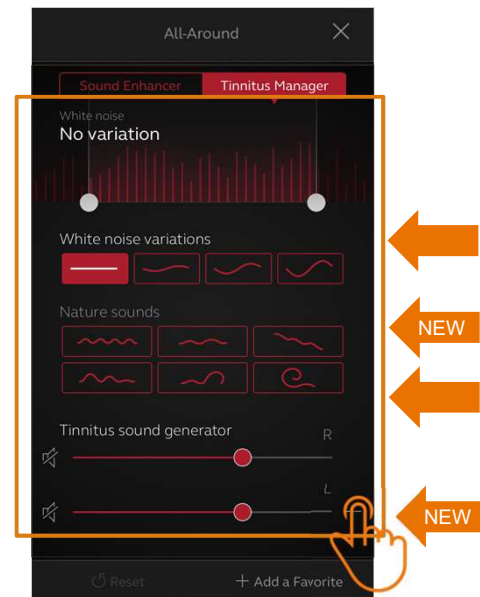 All-Around
Sound Enhancer Tinnitus Manager
White noise
No variation
White noise variations
Nature sounds
NEW
Tinnitus sound generator
R
L
NEW
Reset + Add a Favorite